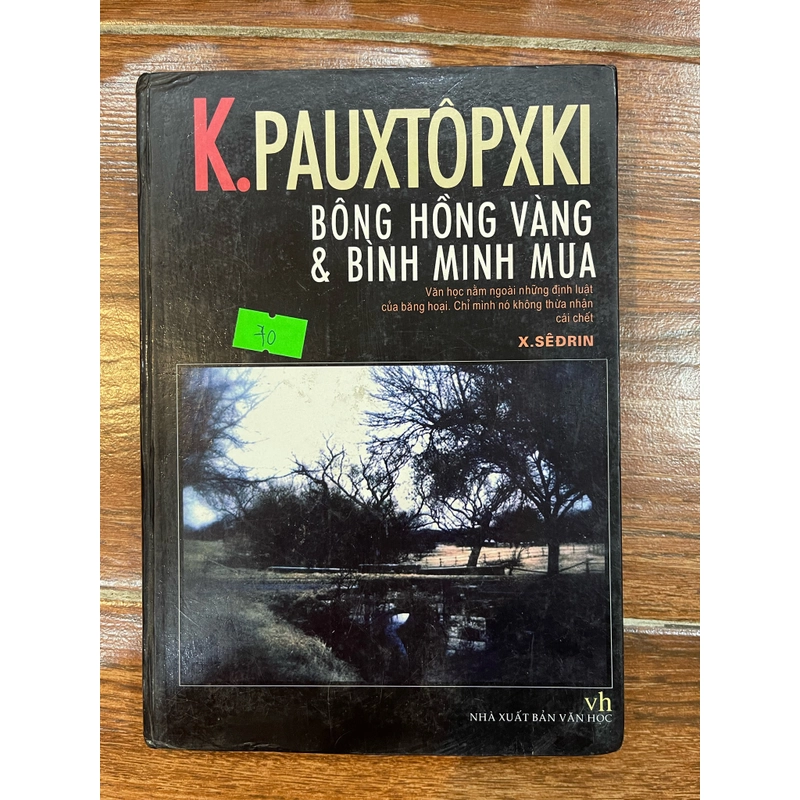 K.PAUXTÔPXKI
BÔNG HỒNG VÀNG
& BÌNH MINH MUA
Văn học nằm ngoài những định luật
của băng hoại. Chỉ mình nó không thừa nhận
cái chết
X.SÊĐRIN
70
vh
NHÀ XUẤT BẢN VĂN HỌC